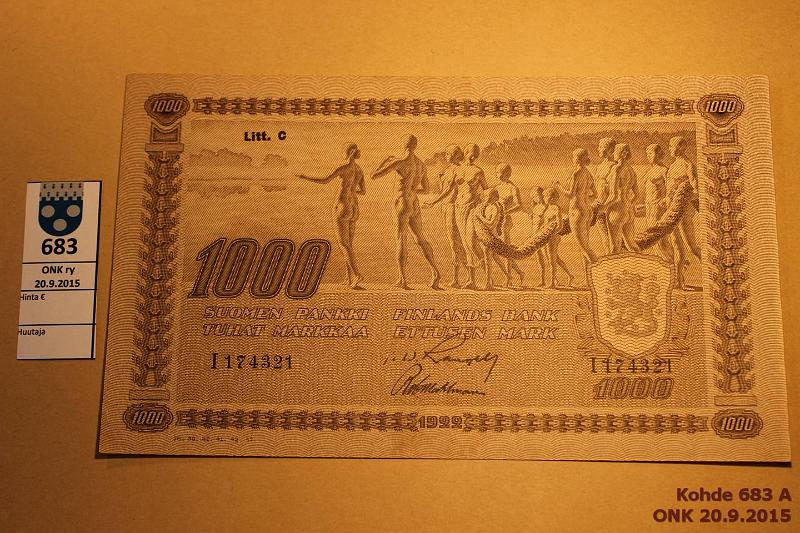 1000
1000
Litt. C
1000
SUOMEN PANKKI
FINLANDS BANK
TUHAT MARKKAA
ETTUSEN MARK
I174321
I174321
1000
1000
1922
1000
683
ONK ry
20.9.2015
Hinta €
Huutaja
Kohde 683 A
ONK 20.9.2015